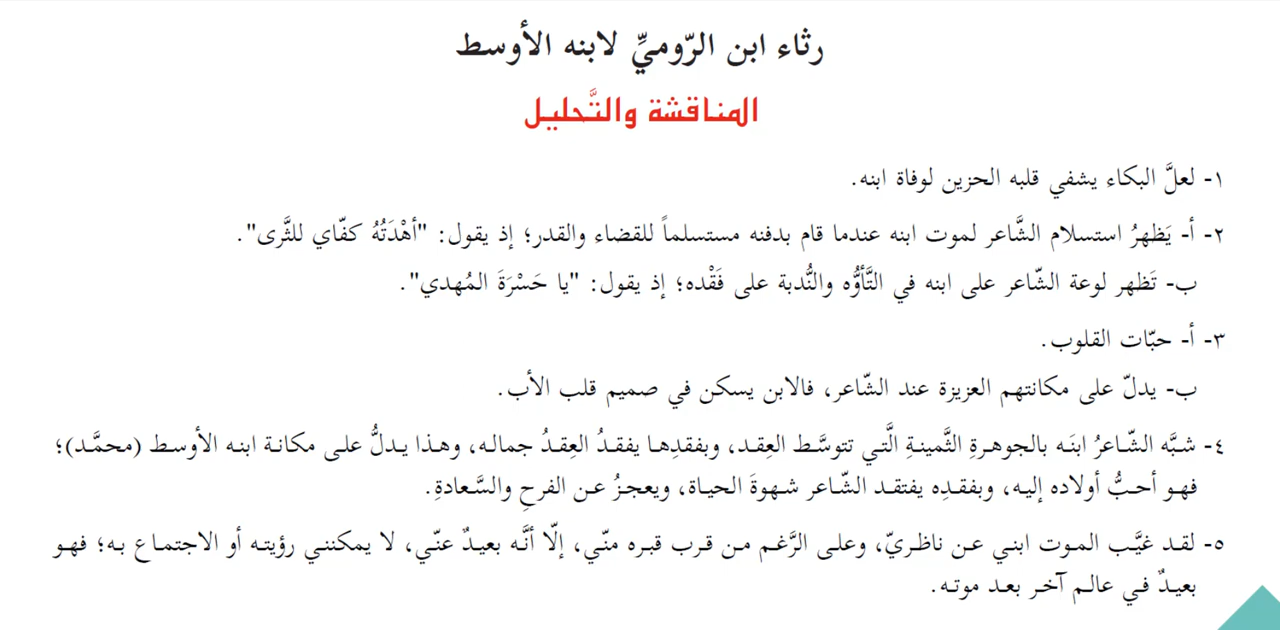 رثاء ابن الرّوميِّ لابنه الأوسط
المناقشة والتَّحليل
١- لعلَّ البكاء يشفي قلبه الحزين لوفاة ابنه.
٢- أ- يَظهرُ استسلام الشَّاعر لموت ابنه عندما قام بدفنه مستسلماً للقضاء والقدر؛ إذ يقول: "أهْدَتْهُ كفّاي للثَّرى".
ب- تَظهر لوعة الشّاعر على ابنه في التَّأوُّه والنُّدبة على فَقْده؛ إذ يقول: "يا حَسْرَةَ المُهدي".
٣- أ- حبّات القلوب.
ب- يدلّ على مكانتهم العزيزة عند الشّاعر، فالابن يسكن في صميم قلب الأب.
٤- شبَّه الشّاعرُ ابنَه بالجوهرةِ الثَّمينةِ الَّتي تتوسَّط العِقد، وبفقدِها يفقدُ العِقدُ جماله، وهذا يدلُّ على مكانة ابنه الأوسط (محمَّد)؛
فهو أحبُّ أولاده إليه، وبفقدِه يفتقد الشّاعر شهوةَ الحياة، ويعجزُ عن الفرحِ والسَّعادةِ.
٥- لقد غيَّب الموت ابني عن ناظريّ، وعلى الرَّغم من قرب قبره منّي، إلّا أنَّه بعيدٌ عنّي، لا يمكنني رؤيته أو الاجتماع به؛ فهو
بعيدٌ في عالم آخر بعد موته.